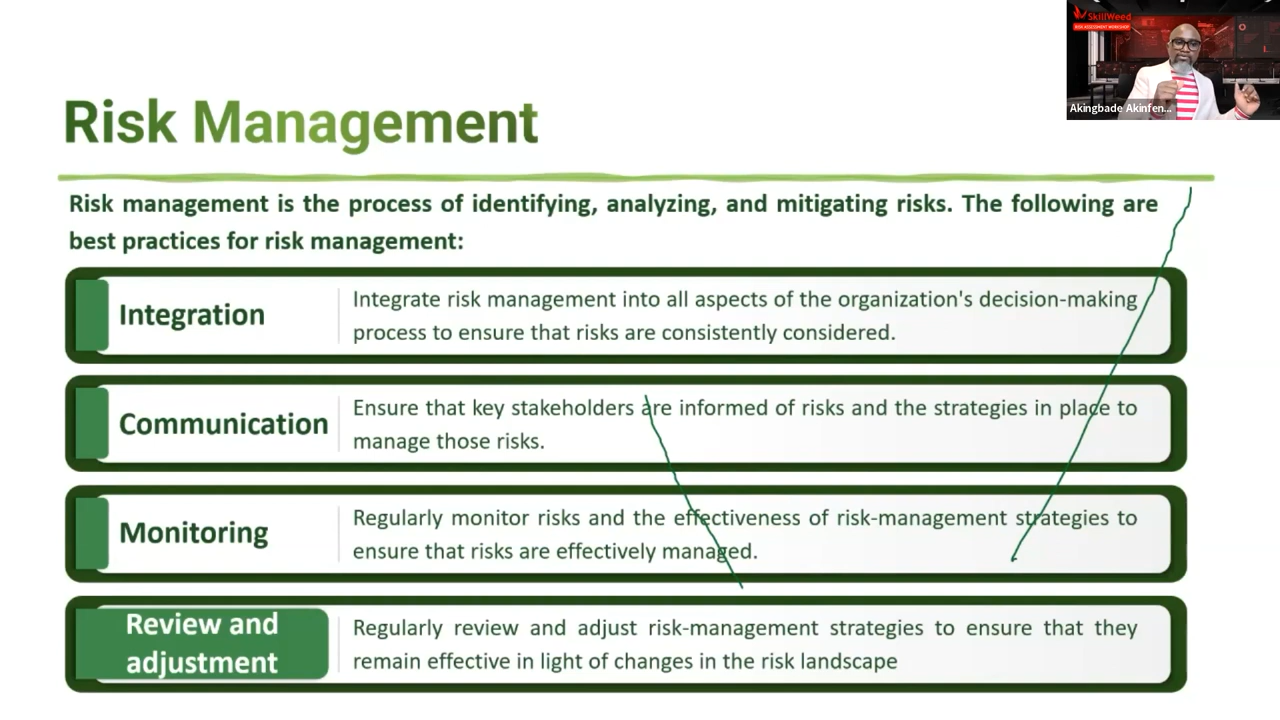 SkillWeed
RISK ASSESSMENT WORKSHOP
Akingbade Akinfen...
Risk Management
Risk management is the process of identifying, analyzing, and mitigating risks. The following are
best practices for risk management:
Integration
Integrate risk management into all aspects of the organization's decision-making
process to ensure that risks are consistently considered.
Communication
Ensure that key stakeholders are informed of risks and the strategies in place to
manage those risks.
Monitoring
Regularly monitor risks and the effectiveness of risk-management strategies to
ensure that risks are effectively managed.
Review and
adjustment
Regularly review and adjust risk-management strategies to ensure that they
remain effective in light of changes in the risk landscape